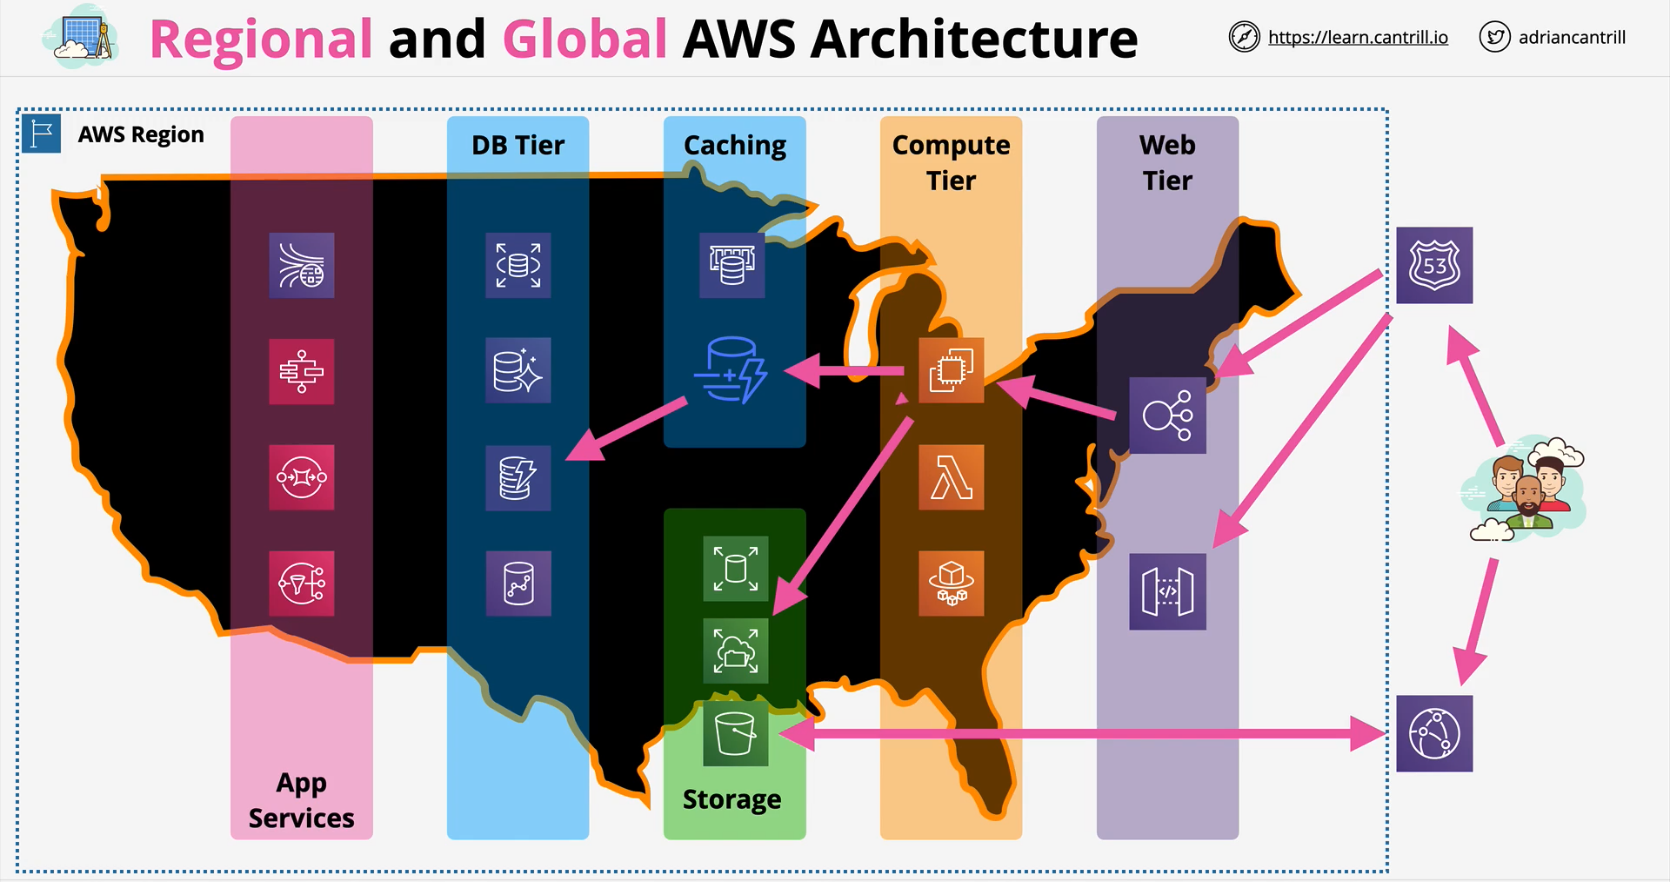 Regional and Global AWS Architecture
https://learn.cantrill.io
adriancantrill
AWS Region
DB Tier
Caching
Compute
Tier
Web
Tier
53
</>
App
Services
Storage